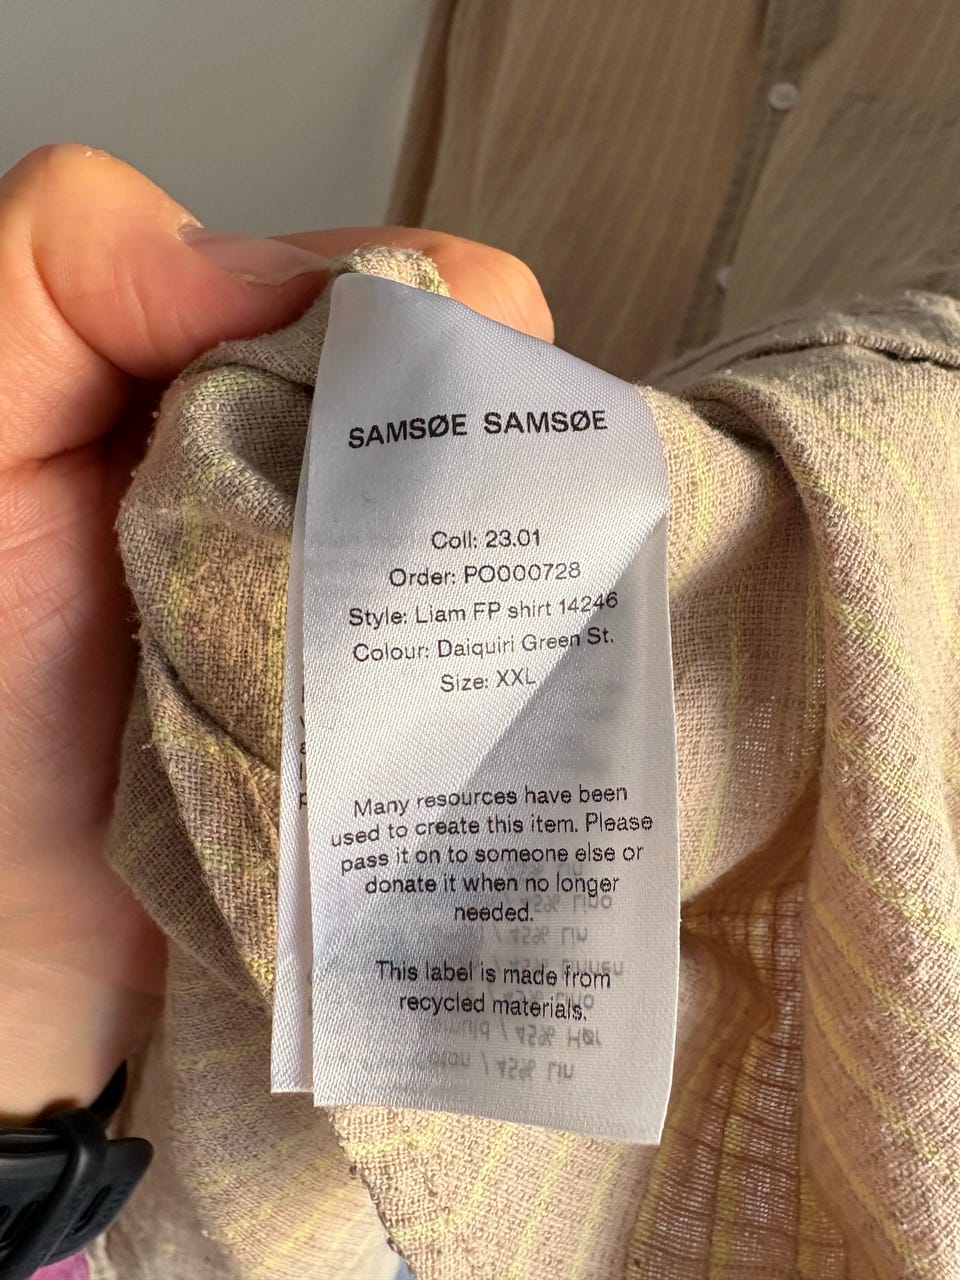 SAMSØE SAMSØE
Coll: 23.01
Order: PO000728
Style: Liam FP shirt 14246
Colour: Daiquiri Green St.
Size: XXL
Many resources have been
used to create this item. Please
pass it on to someone else or
donate it when no longer
needed.
This label is made from
recycled materials.